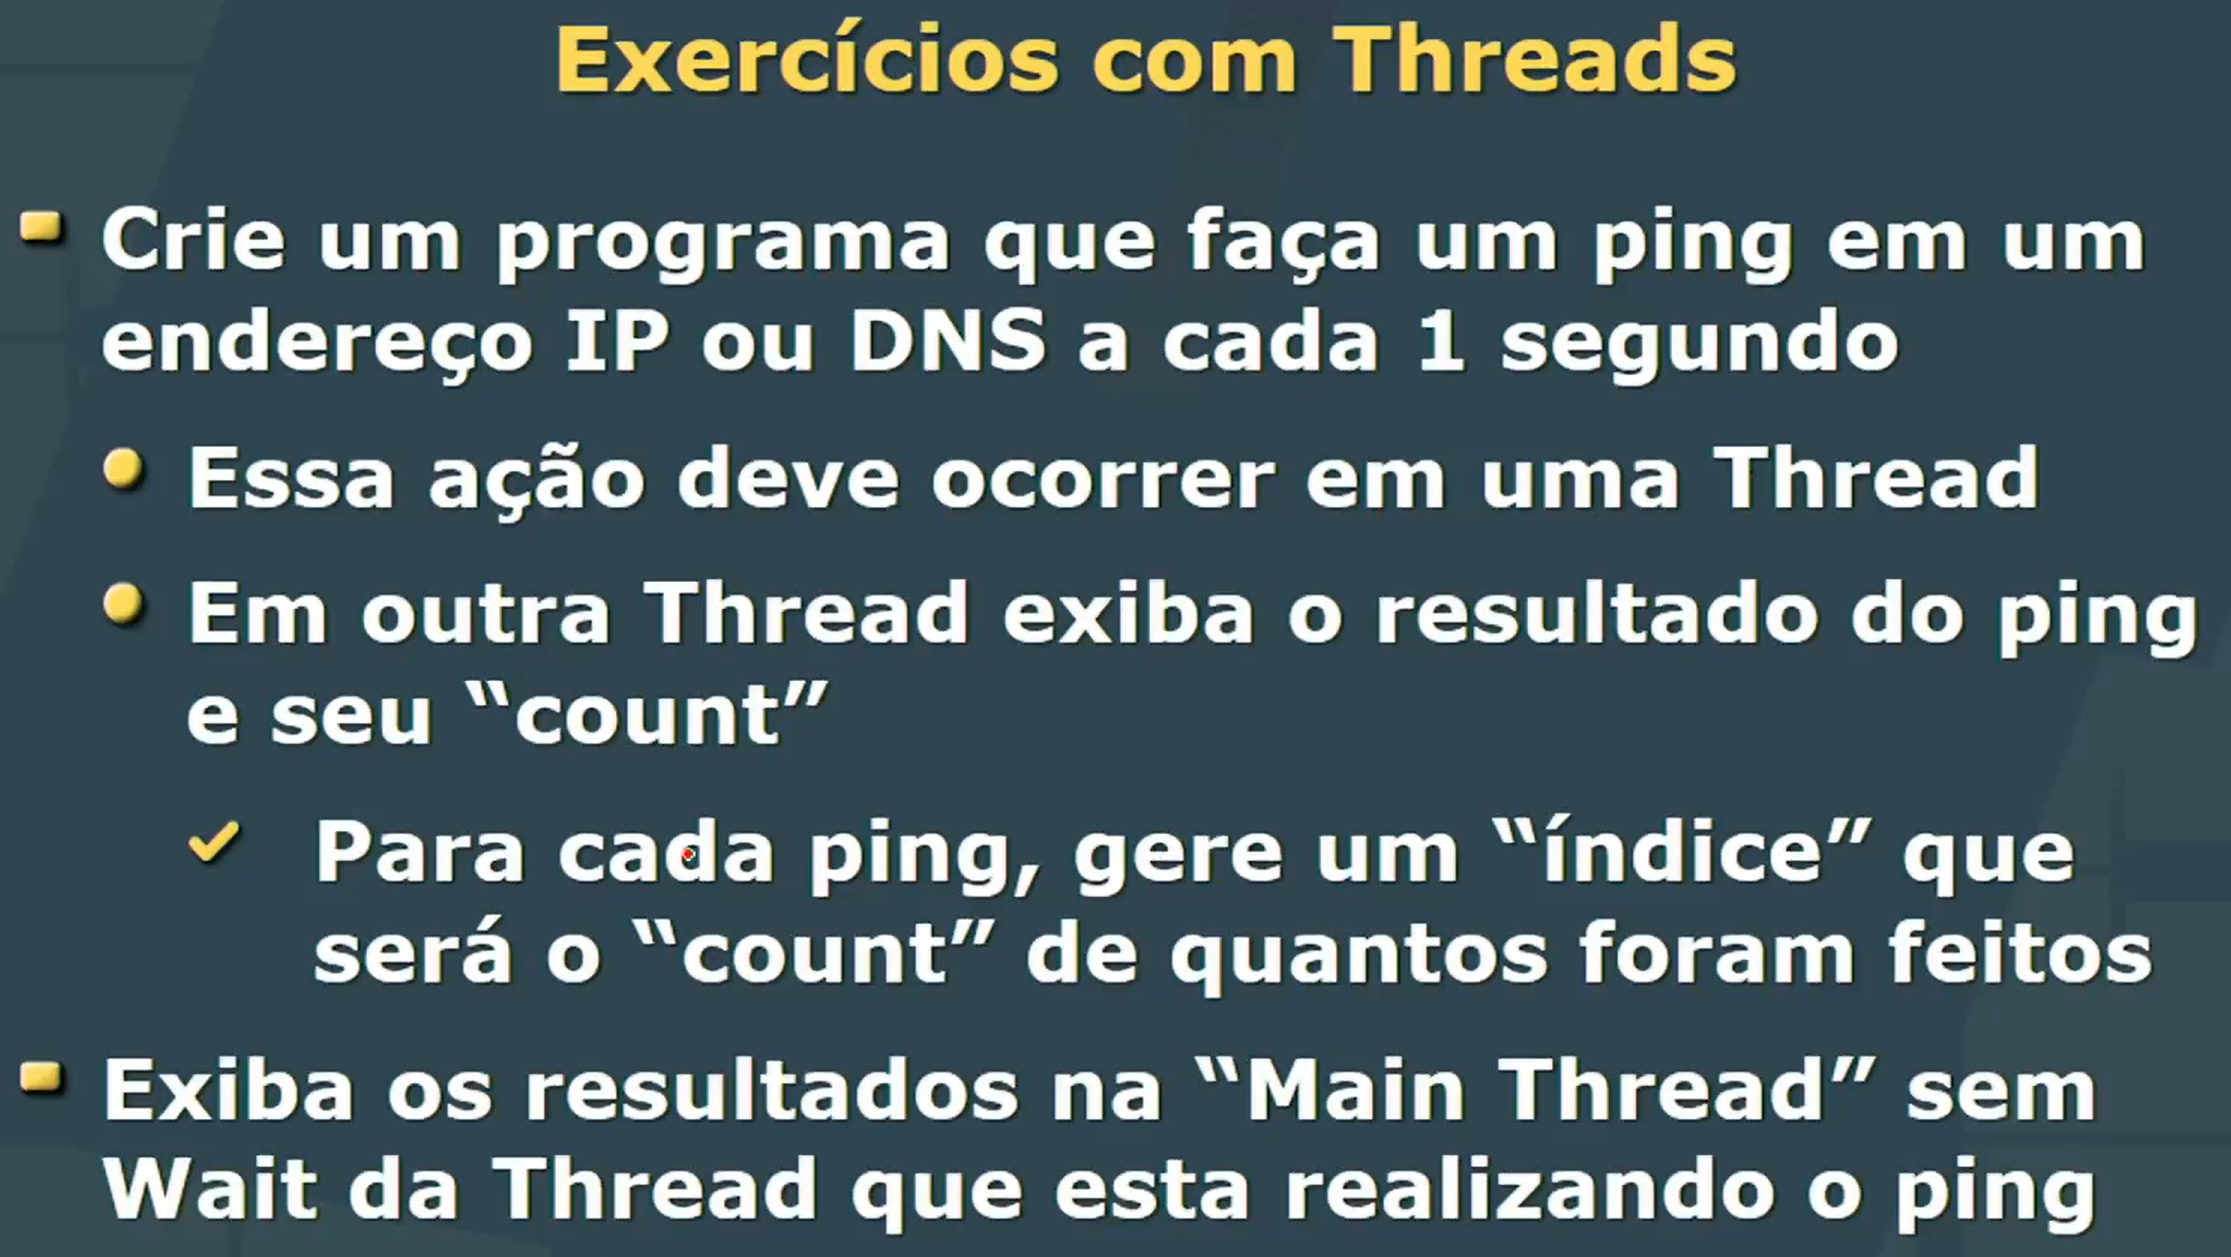 Exercícios com Threads
Crie um programa que faça um ping em um
endereço IP ou DNS a cada 1 segundo
Essa ação deve ocorrer em uma Thread
Em outra Thread exiba o resultado do ping
e seu “count”
Para cada ping, gere um “índice” que
será o “count” de quantos foram feitos
Exiba os resultados na “Main Thread” sem
Wait da Thread que esta realizando o ping